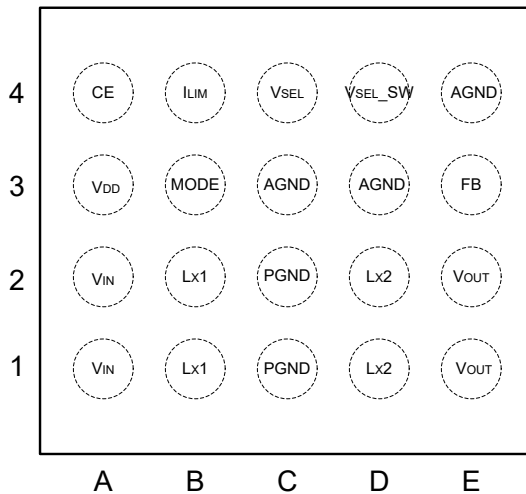 4 CE ILIM VSEL VSEL_SW AGND
3 VDD MODE AGND AGND FB
2 VIN LX1 PGND LX2 VOUT
1 VIN LX1 PGND LX2 VOUT
A B C D E